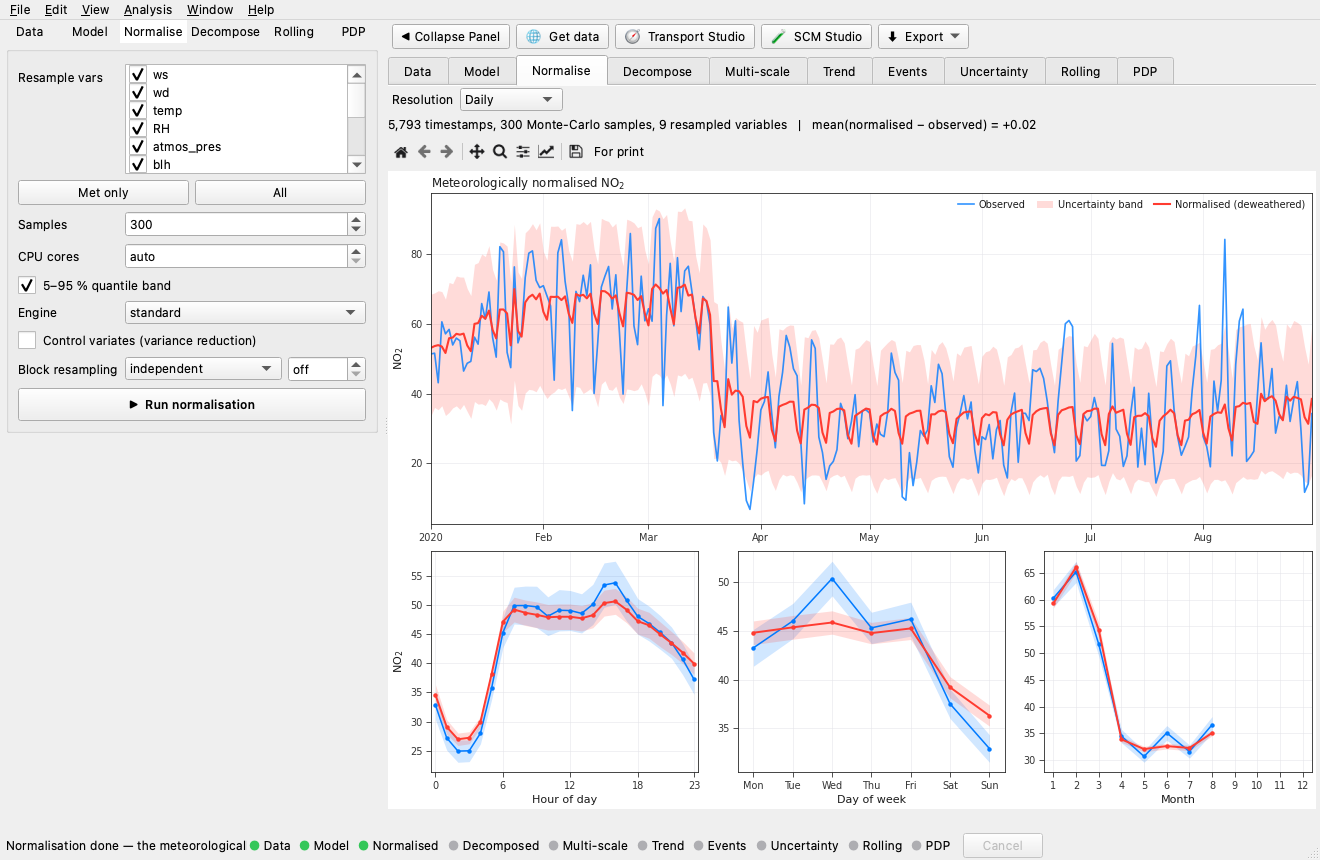 File Edit View Analysis Window Help
Data Model Normalise Decompose Rolling PDP
Collapse Panel Get data Transport Studio SCM Studio Export
Data Model Normalise Decompose Multi-scale Trend Events Uncertainty Rolling PDP
Resample vars
ws
wd
temp
RH
atmos_pres
blh
Met only All
Samples 300
CPU cores auto
5–95 % quantile band
Engine standard
Control variates (variance reduction)
Block resampling independent off
Run normalisation
Resolution Daily
5,793 timestamps, 300 Monte-Carlo samples, 9 resampled variables | mean(normalised − observed) = +0.02
For print
Meteorologically normalised NO₂
Observed Uncertainty band Normalised (deweathered)
NO₂
80
60
40
20
2020 Feb Mar Apr May Jun Jul Aug
NO₂
55
50
45
40
35
30
25
0 6 12 18 23
Hour of day
50
45
40
35
Mon Tue Wed Thu Fri Sat Sun
Day of week
65
60
55
50
45
40
35
30
1 2 3 4 5 6 7 8 9 10 11 12
Month
Normalisation done — the meteorological Data Model Normalised Decomposed Multi-scale Trend Events Uncertainty Rolling PDP Cancel